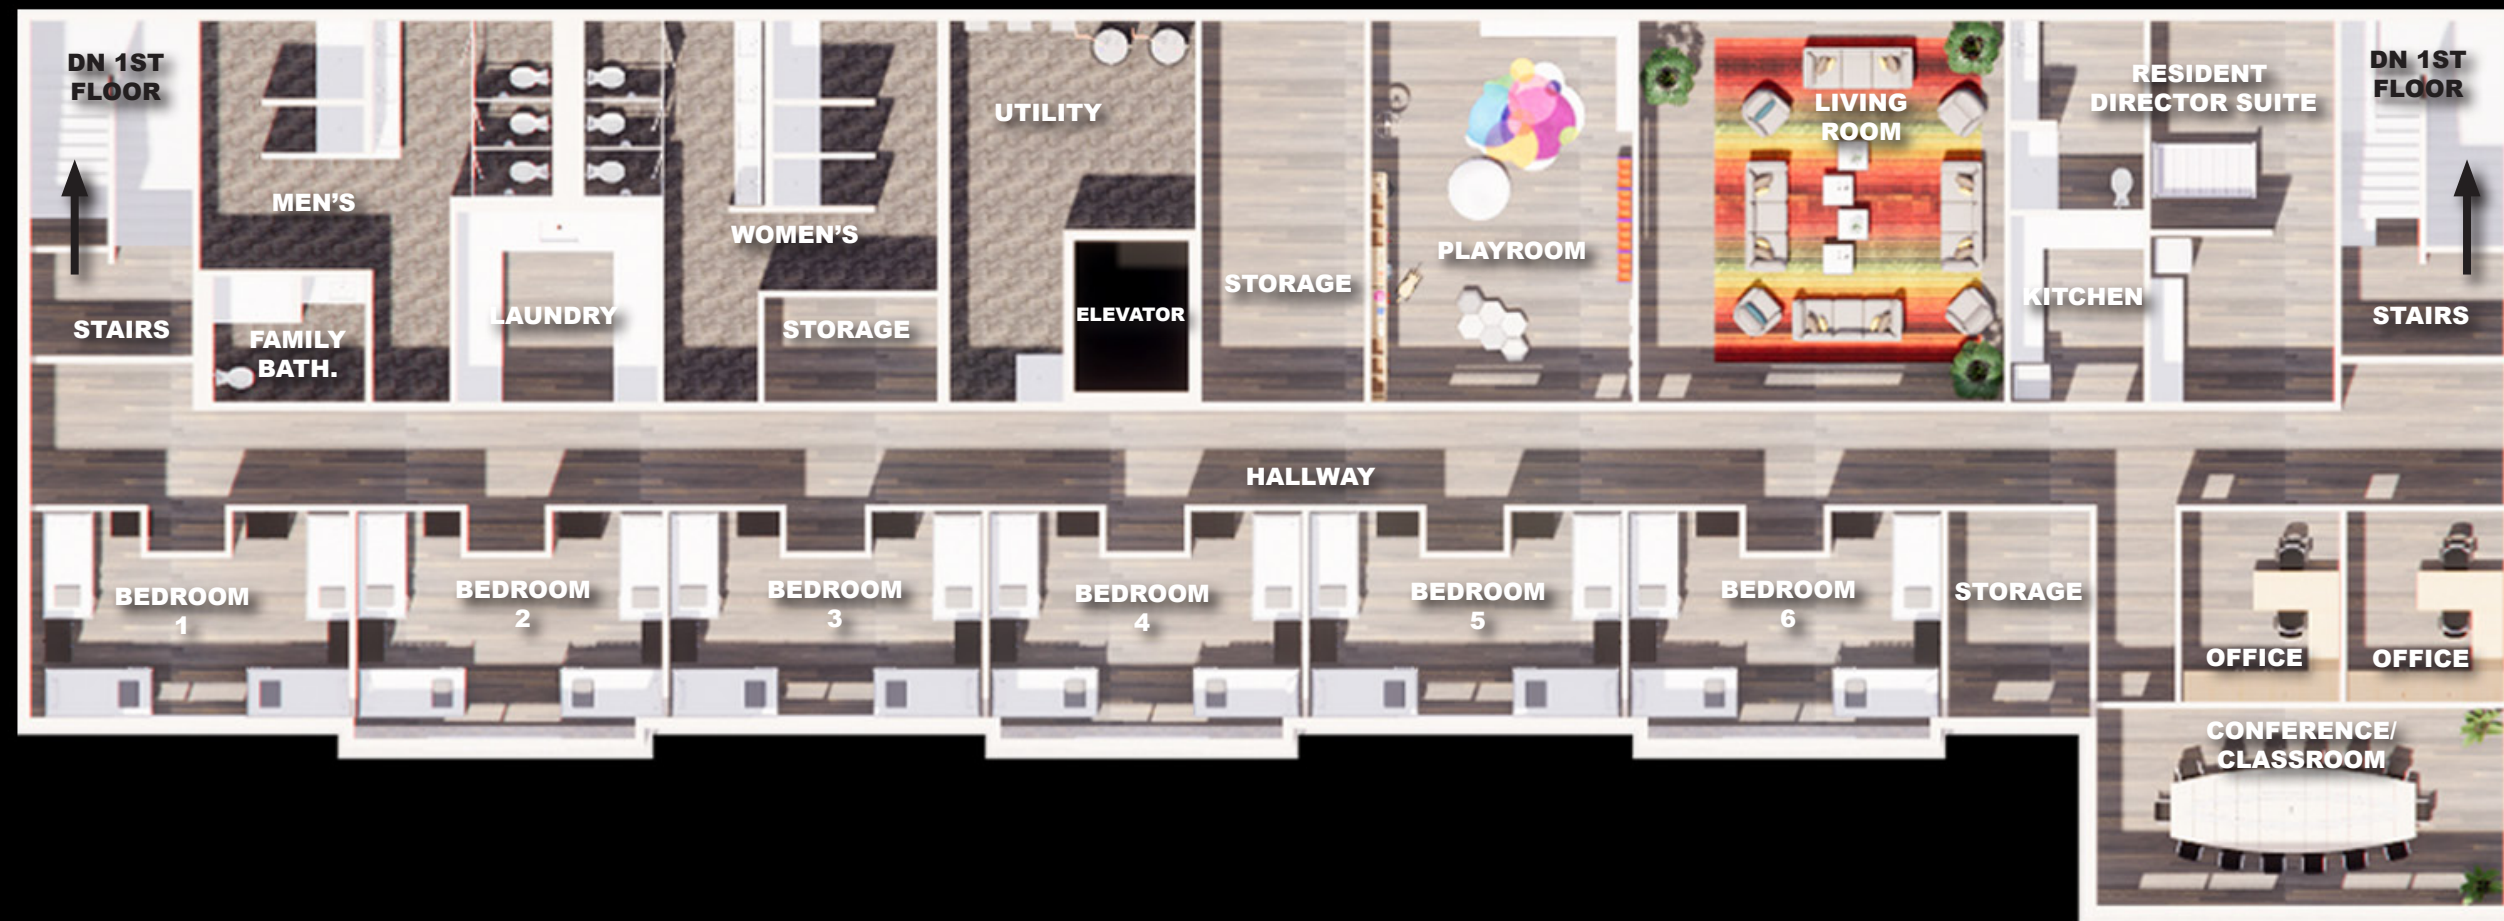 DN 1ST
FLOOR
MEN'S
STAIRS
FAMILY
BATH.
LAUNDRY
WOMEN'S
STORAGE
UTILITY
ELEVATOR
STORAGE
PLAYROOM
LIVING
ROOM
RESIDENT
DIRECTOR SUITE
KITCHEN
DN 1ST
FLOOR
STAIRS
HALLWAY
BEDROOM
1
BEDROOM
2
BEDROOM
3
BEDROOM
4
BEDROOM
5
BEDROOM
6
STORAGE
OFFICE
OFFICE
CONFERENCE/
CLASSROOM